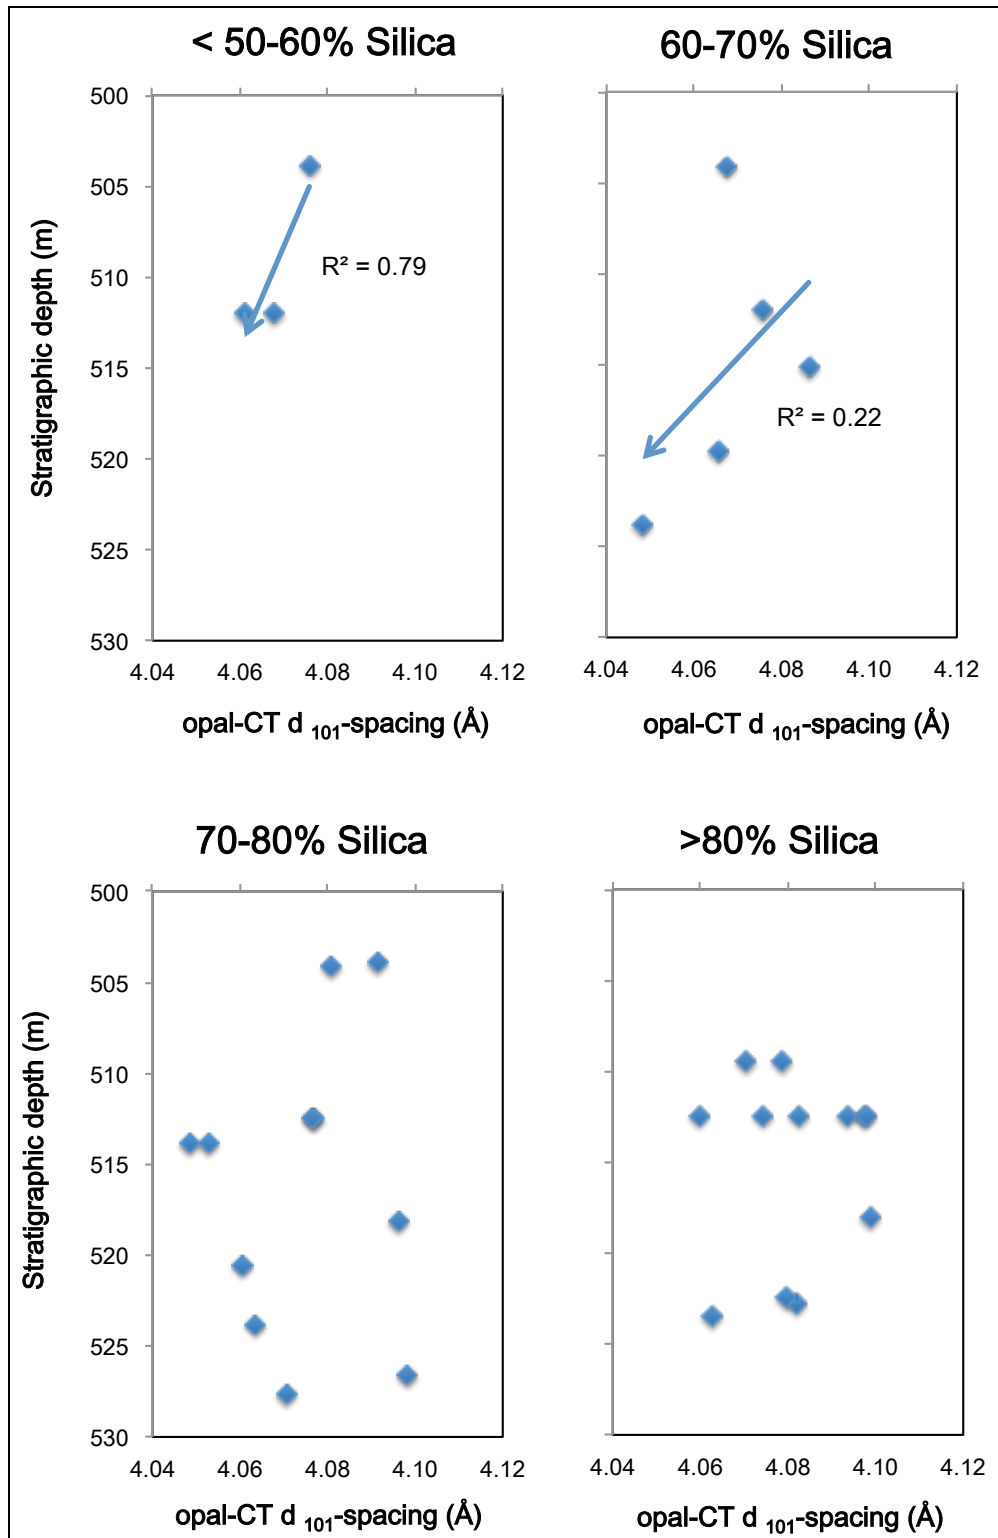 < 50-60% Silica
60-70% Silica
500
505
510
515
520
525
530
Stratigraphic depth (m)
R² = 0.79
R² = 0.22
4.04 4.06 4.08 4.10 4.12
4.04 4.06 4.08 4.10 4.12
opal-CT d 101-spacing (Å)
opal-CT d 101-spacing (Å)
70-80% Silica
>80% Silica
500
505
510
515
520
525
530
Stratigraphic depth (m)
4.04 4.06 4.08 4.10 4.12
4.04 4.06 4.08 4.10 4.12
opal-CT d 101-spacing (Å)
opal-CT d 101-spacing (Å)